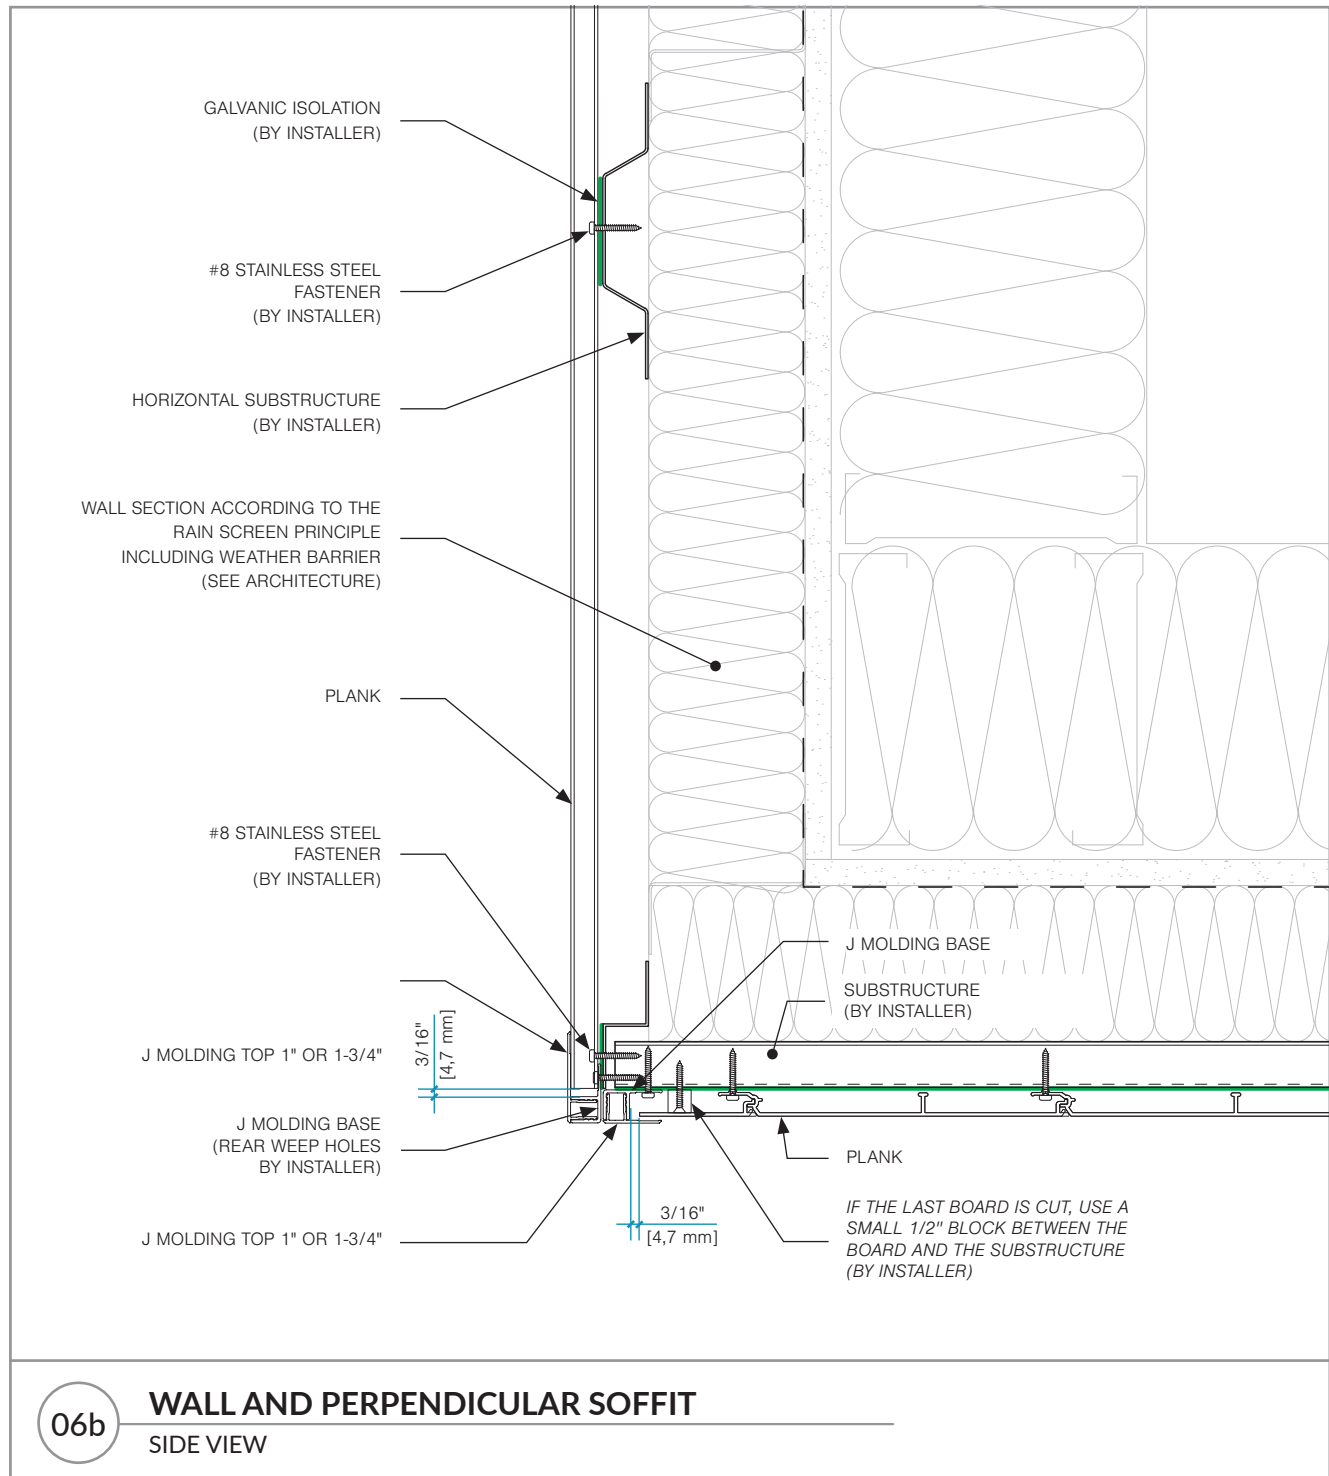 GALVANIC ISOLATION
(BY INSTALLER)
#8 STAINLESS STEEL
FASTENER
(BY INSTALLER)
HORIZONTAL SUBSTRUCTURE
(BY INSTALLER)
WALL SECTION ACCORDING TO THE
RAIN SCREEN PRINCIPLE
INCLUDING WEATHER BARRIER
(SEE ARCHITECTURE)
PLANK
#8 STAINLESS STEEL
FASTENER
(BY INSTALLER)
J MOLDING TOP 1" OR 1-3/4"
3/16"
[4,7 mm]
J MOLDING BASE
(REAR WEEP HOLES
BY INSTALLER)
J MOLDING TOP 1" OR 1-3/4"
J MOLDING BASE
SUBSTRUCTURE
(BY INSTALLER)
PLANK
3/16"
[4,7 mm]
IF THE LAST BOARD IS CUT, USE A
SMALL 1/2" BLOCK BETWEEN THE
BOARD AND THE SUBSTRUCTURE
(BY INSTALLER)
06b
WALL AND PERPENDICULAR SOFFIT
SIDE VIEW